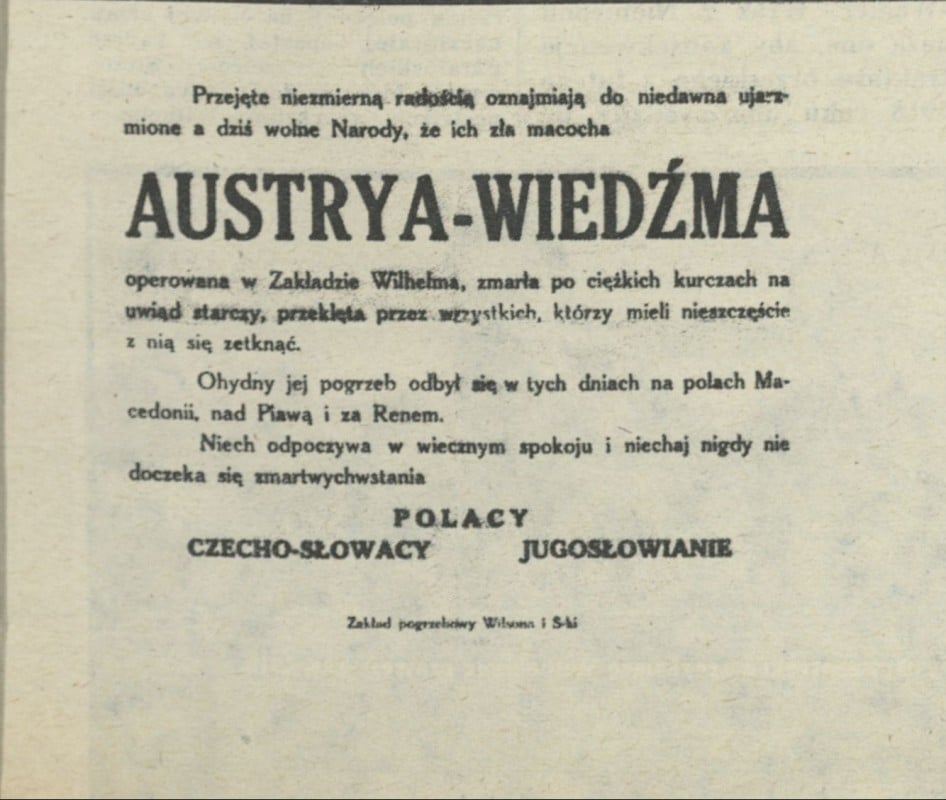 Przejęte niezmierną radością oznajmiają do niedawna ujarz-
mione a dziś wolne Narody, że ich zła macocha
AUSTRYA-WIEDŹMA
operowana w Zakładzie Wilhelma, zmarła po ciężkich kurczach na
uwiąd starczy, przeklęta przez wszystkich, którzy mieli nieszczęście
z nią się zetknąć.
Ohydny jej pogrzeb odbył się w tych dniach na polach Ma-
cedonii, nad Piawą i za Renem.
Niech odpoczywa w wiecznym spokoju i niechaj nigdy nie
doczeka się zmartwychwstania
POLACY
CZECHO-SŁOWACY JUGOSŁOWIANIE
Zakład pogrzebowy Wilsona i S-ki